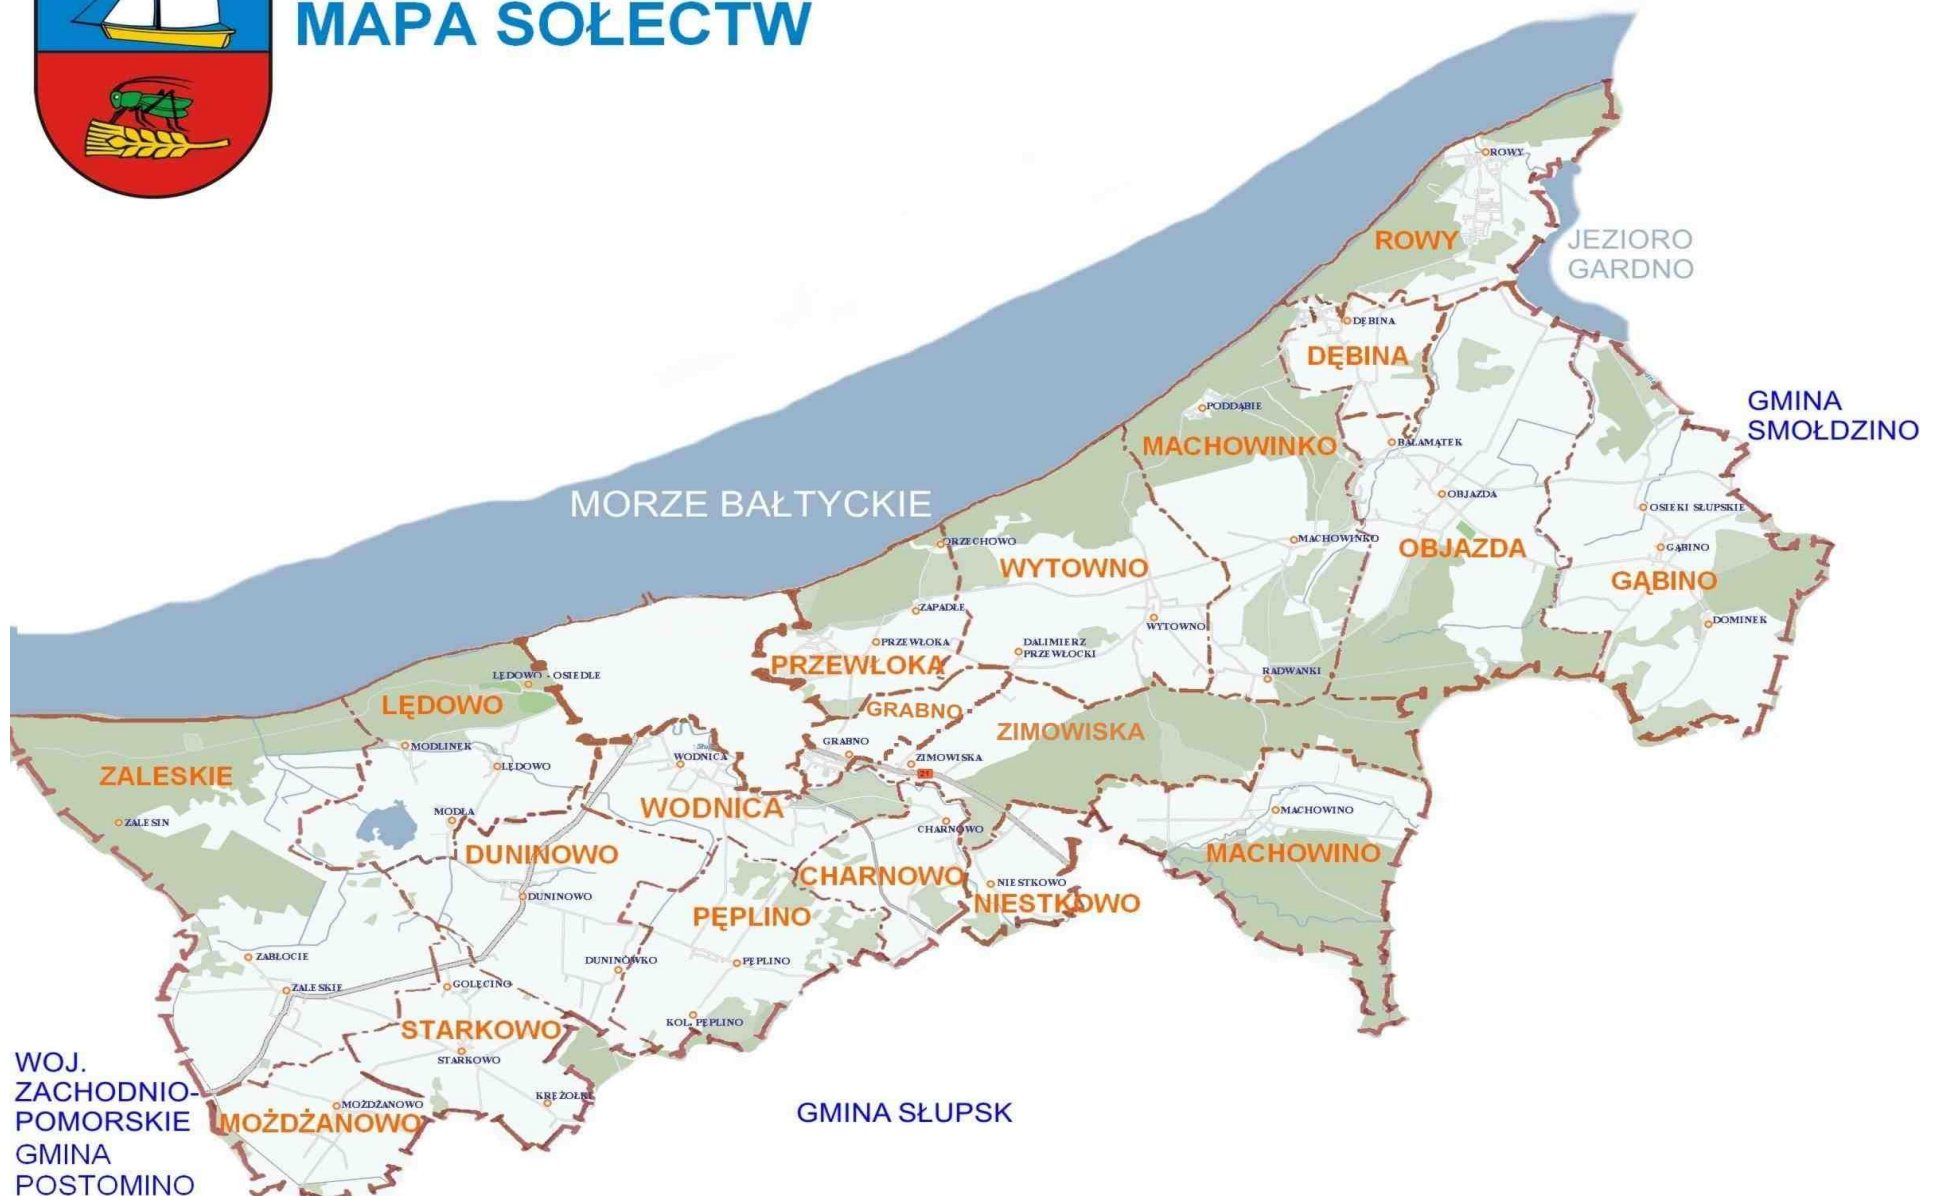 MAPA SOŁECTW
ROWY
ROWY
JEZIORO
GARDNO
DĘBINA
DĘBINA
GMINA
SMOŁDZINO
PODDĄBIE
MACHOWINKO
BAŁAMĄTEK
MORZE BAŁTYCKIE
OBJAZDA
OSIEKI SŁUPSKIE
ORZECHOWO
MACHOWINKO
OBJAZDA
GĄBINO
WYTOWNO
GĄBINO
ZAPADŁE
WYTOWNO
DOMINEK
PRZEWŁOKA
DALIMIERZ
PRZEWŁOCKI
PRZEWŁOKA
RADWANKI
LĘDOWO - OSIEDLE
LĘDOWO
GRABNO
ZIMOWISKA
MODLINEK
GRABNO
WODNICA
ZIMOWISKA
LĘDOWO
ZALESKIE
21
WODNICA
MODŁA
ZALESIN
CHARNOWO
MACHOWINO
DUNINOWO
MACHOWINO
CHARNOWO
NIESTKOWO
DUNINOWO
NIESTKOWO
PĘPLINO
ZABŁOCIE
DUNINÓWKO
PĘPLINO
ZALESKIE
GOLĘCINO
STARKOWO
KOL. PĘPLINO
STARKOWO
WOJ.
ZACHODNIO-
POMORSKIE
GMINA
POSTOMINO
KRĘŻOŁKI
MOŻDŻANOWO
MOŻDŻANOWO
GMINA SŁUPSK